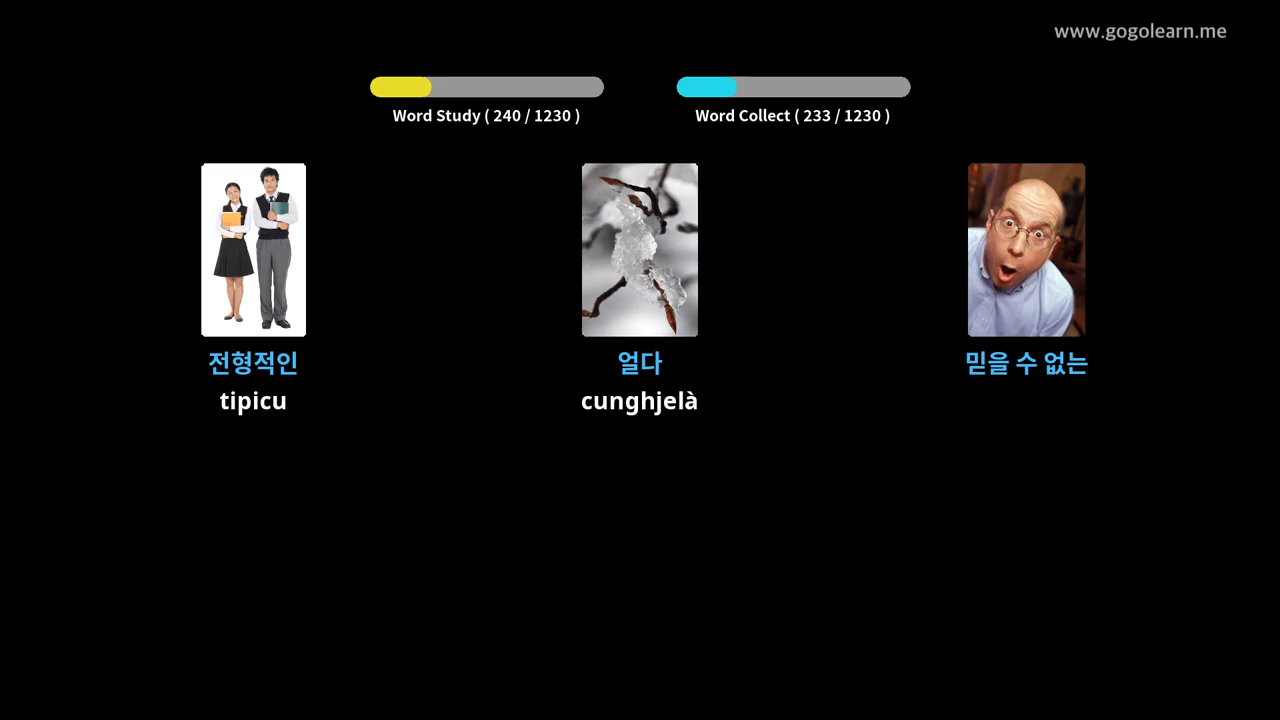 www.gogolearn.me
Word Study ( 240 / 1230 )
Word Collect ( 233 / 1230 )
전형적인
tipicu
얼다
cunghjelà
믿을 수 없는